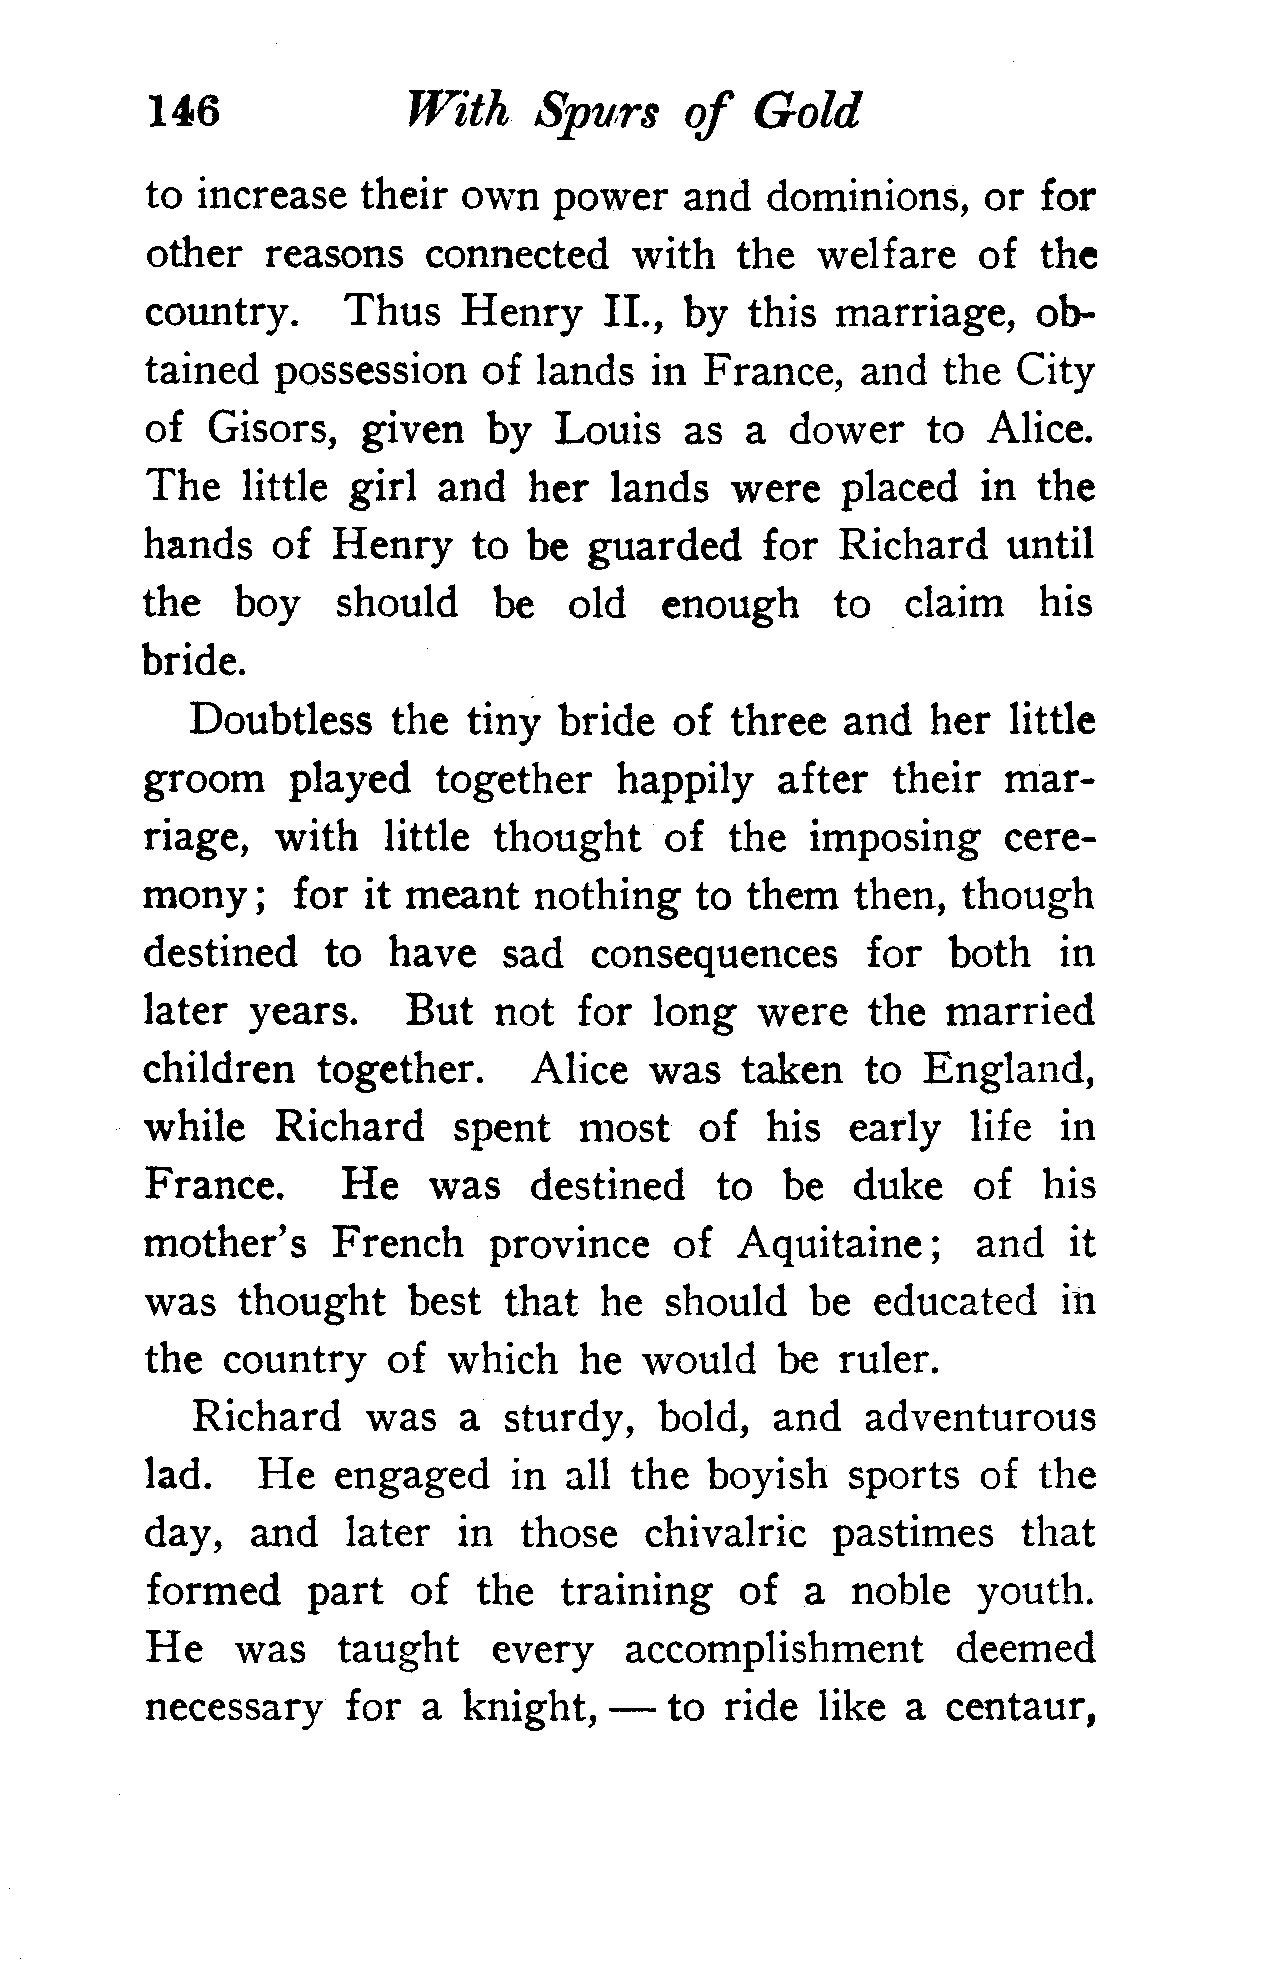 146 With Spurs of Gold
to increase their own power and dominions, or for
other reasons connected with the welfare of the
country. Thus Henry II., by this marriage, ob-
tained possession of lands in France, and the City
of Gisors, given by Louis as a dower to Alice.
The little girl and her lands were placed in the
hands of Henry to be guarded for Richard until
the boy should be old enough to claim his
bride.
Doubtless the tiny bride of three and her little
groom played together happily after their mar-
riage, with little thought of the imposing cere-
mony; for it meant nothing to them then, though
destined to have sad consequences for both in
later years. But not for long were the married
children together. Alice was taken to England,
while Richard spent most of his early life in
France. He was destined to be duke of his
mother's French province of Aquitaine; and it
was thought best that he should be educated in
the country of which he would be ruler.
Richard was a sturdy, bold, and adventurous
lad. He engaged in all the boyish sports of the
day, and later in those chivalric pastimes that
formed part of the training of a noble youth.
He was taught every accomplishment deemed
necessary for a knight, — to ride like a centaur,